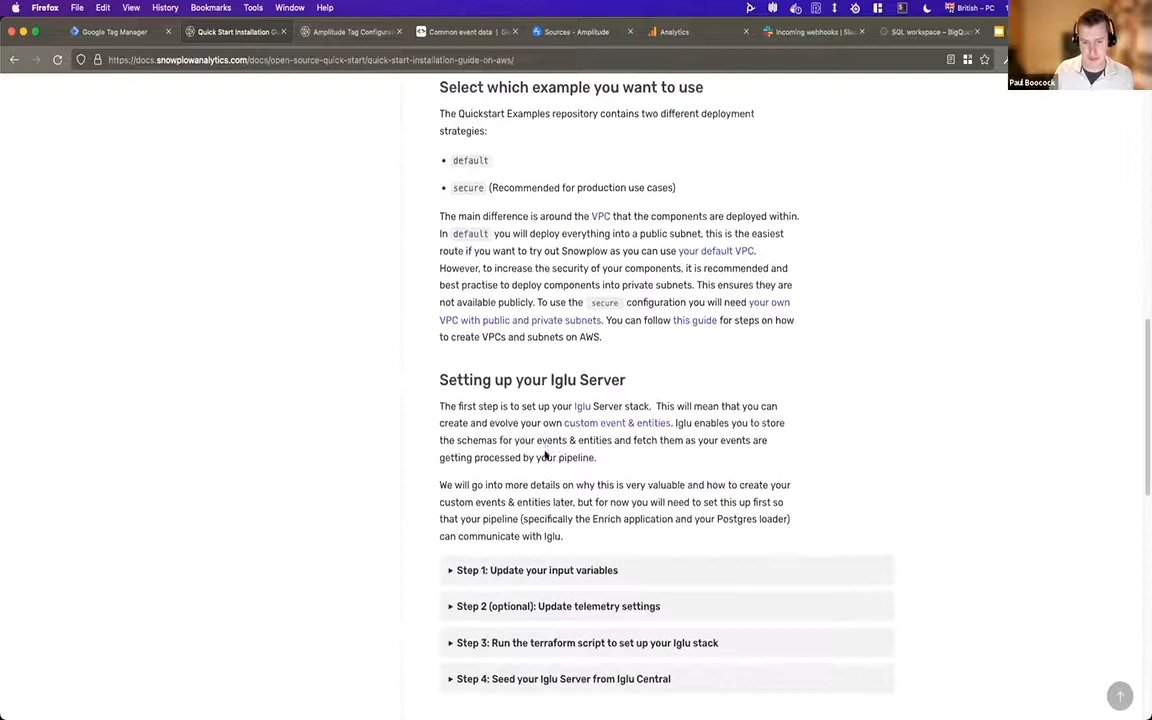 Firefox File Edit View History Bookmarks Tools Window Help British – PC
Google Tag Manager
Quick Start Installation G
Amplitude Tag Configura
Common event data | G
Sources - Amplitude
Analytics
Incoming webhooks | Sla
SQL workspace – BigQu
https://docs.snowplowanalytics.com/docs/open-source-quick-start/quick-start-installation-guide-on-aws/
Paul Boocock
Select which example you want to use
The Quickstart Examples repository contains two different deployment
strategies:
• default
• secure (Recommended for production use cases)
The main difference is around the VPC that the components are deployed within.
In default you will deploy everything into a public subnet, this is the easiest
route if you want to try out Snowplow as you can use your default VPC.
However, to increase the security of your components, it is recommended and
best practise to deploy components into private subnets. This ensures they are
not available publicly. To use the secure configuration you will need your own
VPC with public and private subnets. You can follow this guide for steps on how
to create VPCs and subnets on AWS.
Setting up your Iglu Server
The first step is to set up your Iglu Server stack. This will mean that you can
create and evolve your own custom event & entities. Iglu enables you to store
the schemas for your events & entities and fetch them as your events are
getting processed by your pipeline.
We will go into more details on why this is very valuable and how to create your
custom events & entities later, but for now you will need to set this up first so
that your pipeline (specifically the Enrich application and your Postgres loader)
can communicate with Iglu.
Step 1: Update your input variables
Step 2 (optional): Update telemetry settings
Step 3: Run the terraform script to set up your Iglu stack
Step 4: Seed your Iglu Server from Iglu Central